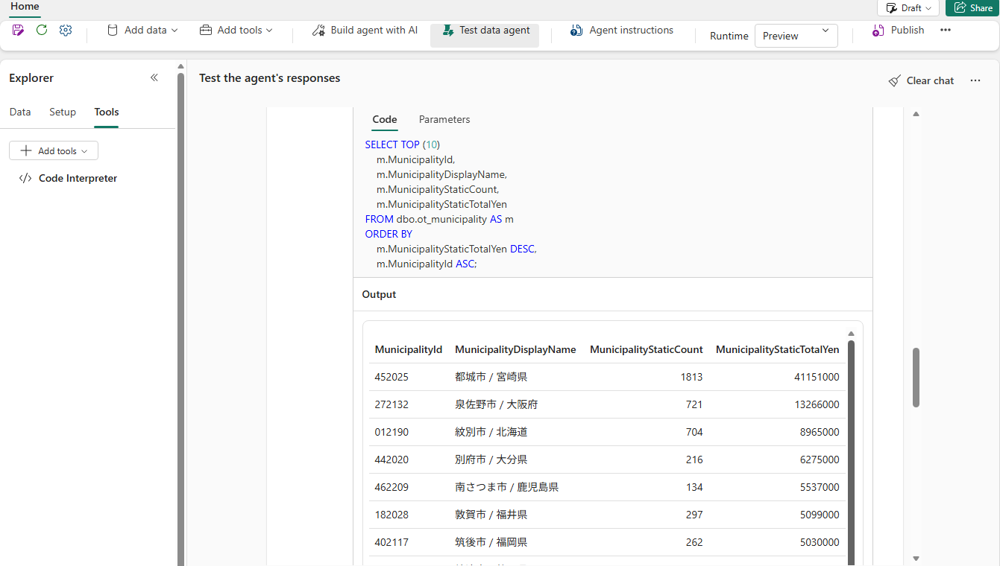 Home
Draft
Share
Add data
Add tools
Build agent with AI
Test data agent
Agent instructions
Runtime
Preview
Publish
Explorer
Data Setup Tools
Add tools
Code Interpreter
Test the agent's responses
Clear chat
Code Parameters
SELECT TOP (10)
m.MunicipalityId,
m.MunicipalityDisplayName,
m.MunicipalityStaticCount,
m.MunicipalityStaticTotalYen
FROM dbo.ot_municipality AS m
ORDER BY
m.MunicipalityStaticTotalYen DESC,
m.MunicipalityId ASC;
Output
MunicipalityId MunicipalityDisplayName MunicipalityStaticCount MunicipalityStaticTotalYen
452025 都城市 / 宮崎県 1813 41151000
272132 泉佐野市 / 大阪府 721 13266000
012190 紋別市 / 北海道 704 8965000
442020 別府市 / 大分県 216 6275000
462209 南さつま市 / 鹿児島県 134 5537000
182028 敦賀市 / 福井県 297 5099000
402117 筑後市 / 福岡県 262 5030000